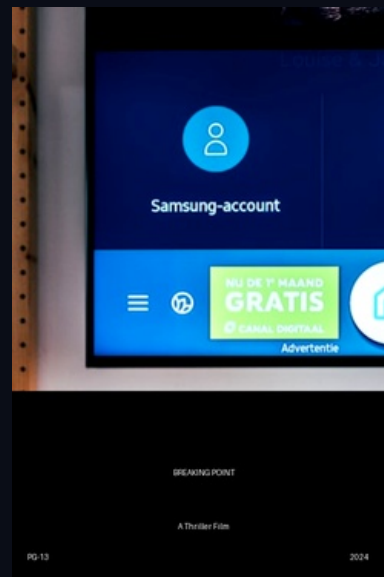 Samsung-account
NU DE 1e MAAND
GRATIS
CANAL DIGITAAL
Advertentie
BREAKING POINT
A Thriller Film
PG-13
2024